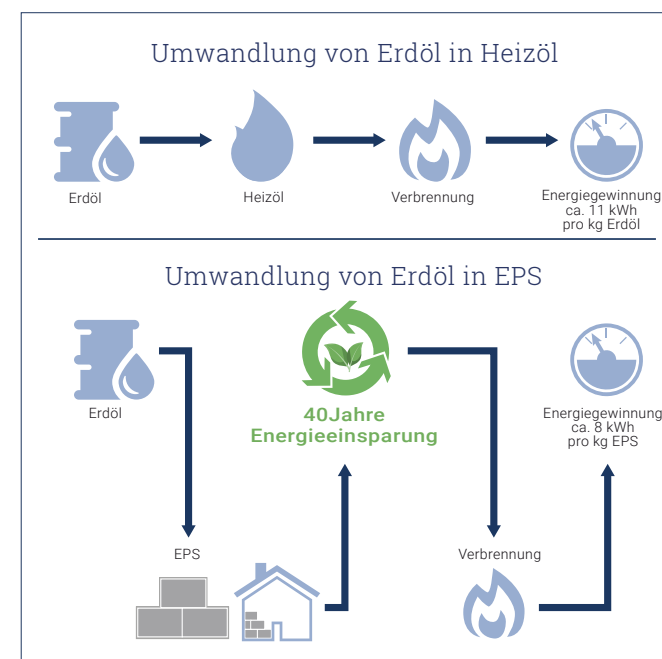 Umwandlung von Erdöl in Heizöl
Erdöl
Heizöl
Verbrennung
Energiegewinnung
ca. 11 kWh
pro kg Erdöl
Umwandlung von Erdöl in EPS
Erdöl
40Jahre
Energieeinsparung
Energiegewinnung
ca. 8 kWh
pro kg EPS
EPS
Verbrennung